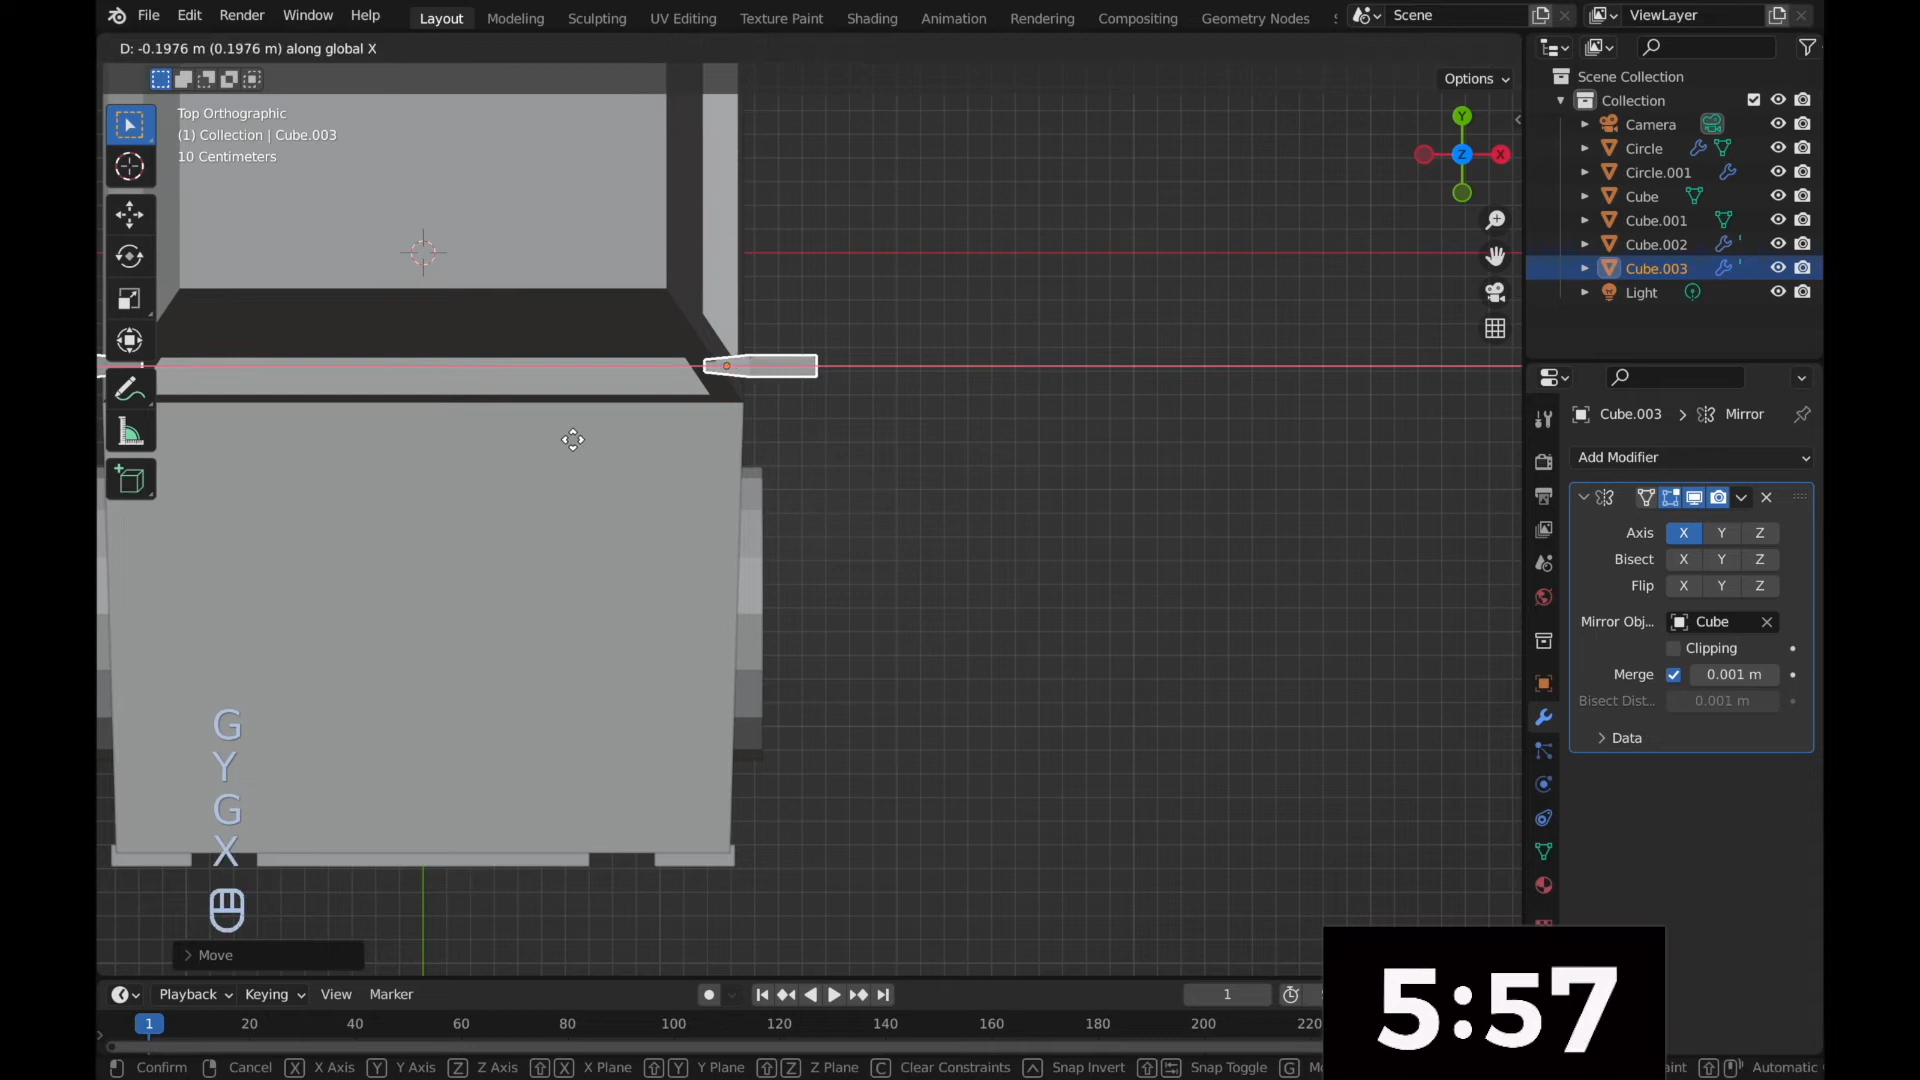 File Edit Render Window Help
Layout Modeling Sculpting UV Editing Texture Paint Shading Animation Rendering Compositing Geometry Nodes
Scene
ViewLayer
D: -0.1976 m (0.1976 m) along global X
Options
Top Orthographic
(1) Collection | Cube.003
10 Centimeters
Y
Z
X
Scene Collection
Collection
Camera
Circle
Circle.001
Cube
Cube.001
Cube.002
Cube.003
Light
Cube.003 > Mirror
Add Modifier
Axis X Y Z
Bisect X Y Z
Flip X Y Z
Mirror Obj... Cube
Clipping
Merge 0.001 m
Bisect Dist... 0.001 m
Data
G
Y
G
X
Move
Playback Keying View Marker
1
1 20 40 60 80 100 120 140 160 180 200 220
5:57
Confirm Cancel X X Axis Y Y Axis Z Z Axis X X Plane Y Y Plane Z Z Plane C Clear Constraints Snap Invert Snap Toggle G Automatic